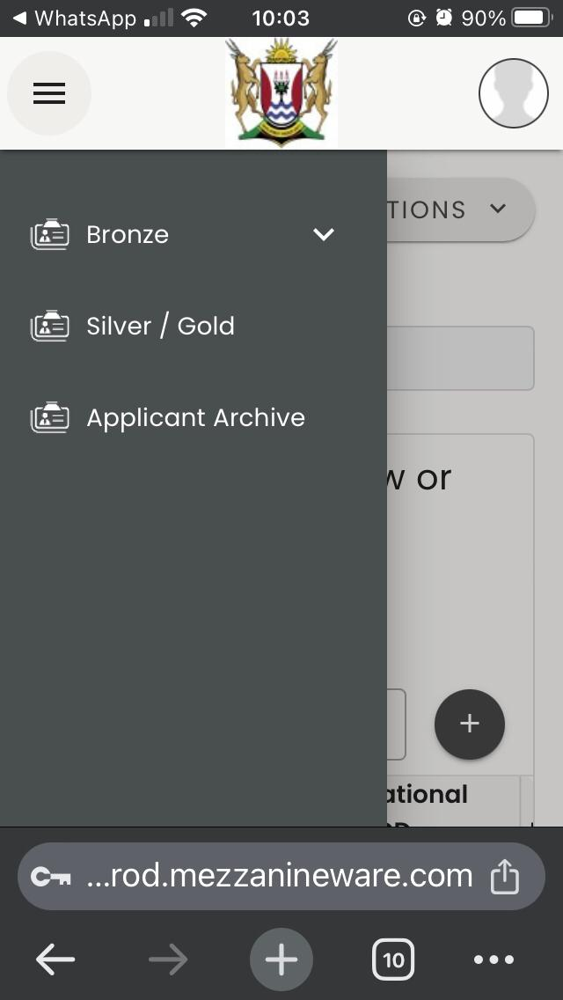 WhatsApp 10:03 90%
TIONS
Bronze
Silver / Gold
Applicant Archive
w or
+
ational
...rod.mezzanineware.com
10